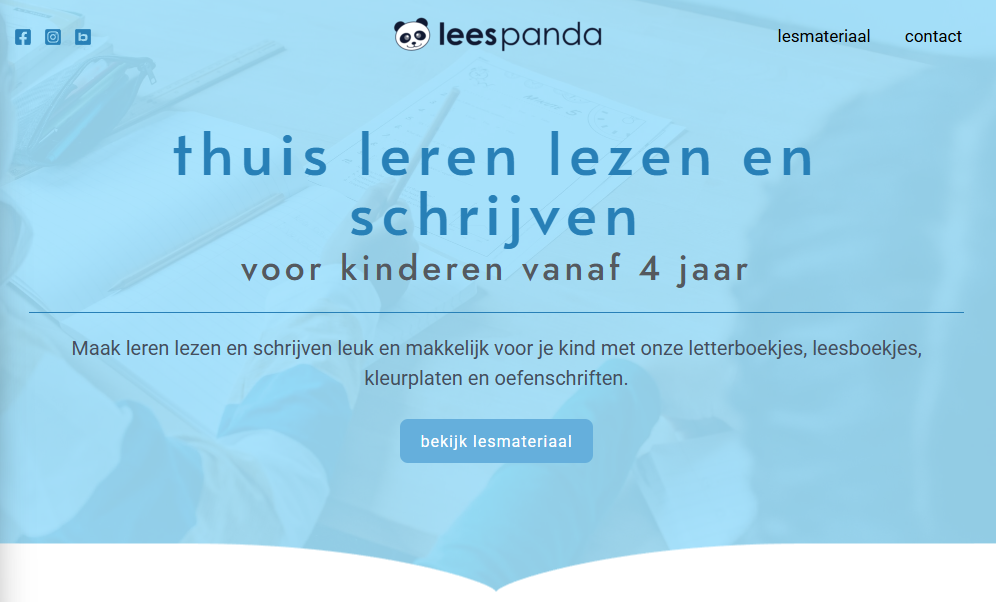 leespanda
lesmateriaal
contact
thuis leren lezen en
schrijven
voor kinderen vanaf 4 jaar
Maak leren lezen en schrijven leuk en makkelijk voor je kind met onze letterboekjes, leesboekjes,
kleurplaten en oefenschriften.
bekijk lesmateriaal